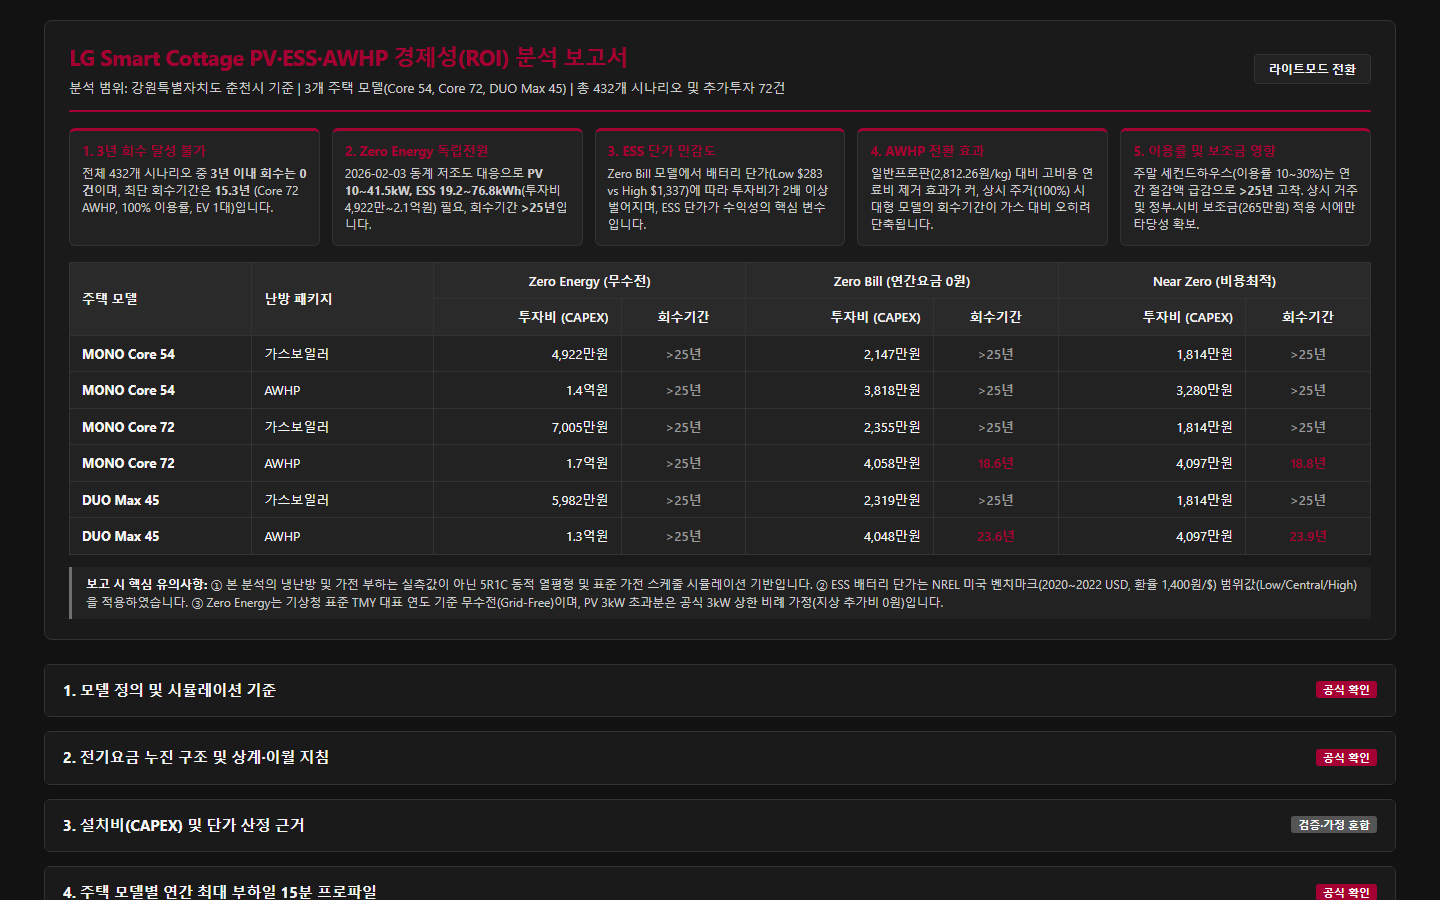 LG Smart Cottage PV·ESS·AWHP 경제성(ROI) 분석 보고서
분석 범위: 강원특별자치도 춘천시 기준 | 3개 주택 모델(Core 54, Core 72, DUO Max 45) | 총 432개 시나리오 및 추가투자 72건
라이트모드 전환
1. 3년 회수 달성 불가
전체 432개 시나리오 중 3년 이내 회수는 0
건이며, 최단 회수기간은 15.3년 (Core 72
AWHP, 100% 이용률, EV 1대)입니다.
2. Zero Energy 독립전원
2026-02-03 동계 저조도 대응으로 PV
10~41.5kW, ESS 19.2~76.8kWh(투자비
4,922만~2.1억원) 필요, 회수기간 >25년입
니다.
3. ESS 단가 민감도
Zero Bill 모델에서 배터리 단가(Low $283
vs High $1,337)에 따라 투자비가 2배 이상
벌어지며, ESS 단가가 수익성의 핵심 변수
입니다.
4. AWHP 전환 효과
일반프로판(2,812.26원/kg) 대비 고비용 연
료비 제거 효과가 커, 상시 주거(100%) 시
대형 모델의 회수기간이 가스 대비 오히려
단축됩니다.
5. 이용률 및 보조금 영향
주말 세컨드하우스(이용률 10~30%)는 연
간 절감액 급감으로 >25년 고착. 상시 거주
및 정부·시비 보조금(265만원) 적용 시에만
타당성 확보.
주택 모델 난방 패키지 Zero Energy (무수전) Zero Bill (연간요금 0원) Near Zero (비용최적)
투자비 (CAPEX) 회수기간 투자비 (CAPEX) 회수기간 투자비 (CAPEX) 회수기간
MONO Core 54 가스보일러 4,922만원 >25년 2,147만원 >25년 1,814만원 >25년
MONO Core 54 AWHP 1.4억원 >25년 3,818만원 >25년 3,280만원 >25년
MONO Core 72 가스보일러 7,005만원 >25년 2,355만원 >25년 1,814만원 >25년
MONO Core 72 AWHP 1.7억원 >25년 4,058만원 18.6년 4,097만원 18.8년
DUO Max 45 가스보일러 5,982만원 >25년 2,319만원 >25년 1,814만원 >25년
DUO Max 45 AWHP 1.3억원 >25년 4,048만원 23.6년 4,097만원 23.9년
보고 시 핵심 유의사항: ① 본 분석의 냉난방 및 가전 부하는 실측값이 아닌 5R1C 동적 열평형 및 표준 가전 스케줄 시뮬레이션 기반입니다. ② ESS 배터리 단가는 NREL 미국 벤치마크(2020~2022 USD, 환율 1,400원/$) 범위값(Low/Central/High)
을 적용하였습니다. ③ Zero Energy는 기상청 표준 TMY 대표 연도 기준 무수전(Grid-Free)이며, PV 3kW 초과분은 공식 3kW 상한 비례 가정(지상 추가비 0원)입니다.
1. 모델 정의 및 시뮬레이션 기준 공식 확인
2. 전기요금 누진 구조 및 상계·이월 지침 공식 확인
3. 설치비(CAPEX) 및 단가 산정 근거 검증·가정 혼합
4. 주택 모델별 연간 최대 부하일 15분 프로파일 공식 확인